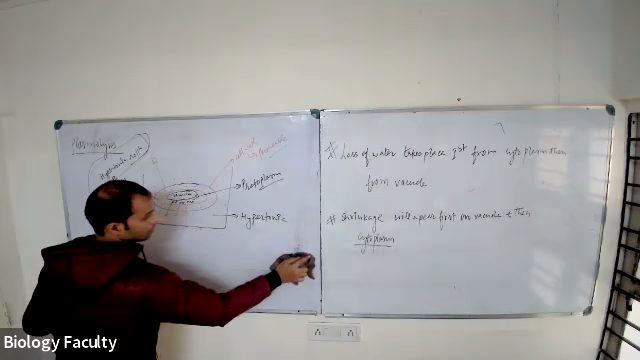 Plasmolysis
Protoplasm
Hypertonic
# Loss of water takes place 1st from cytoplasm then
from vacuole
# Shrinkage will appear first on vacuole & then
cytoplasm
Biology Faculty